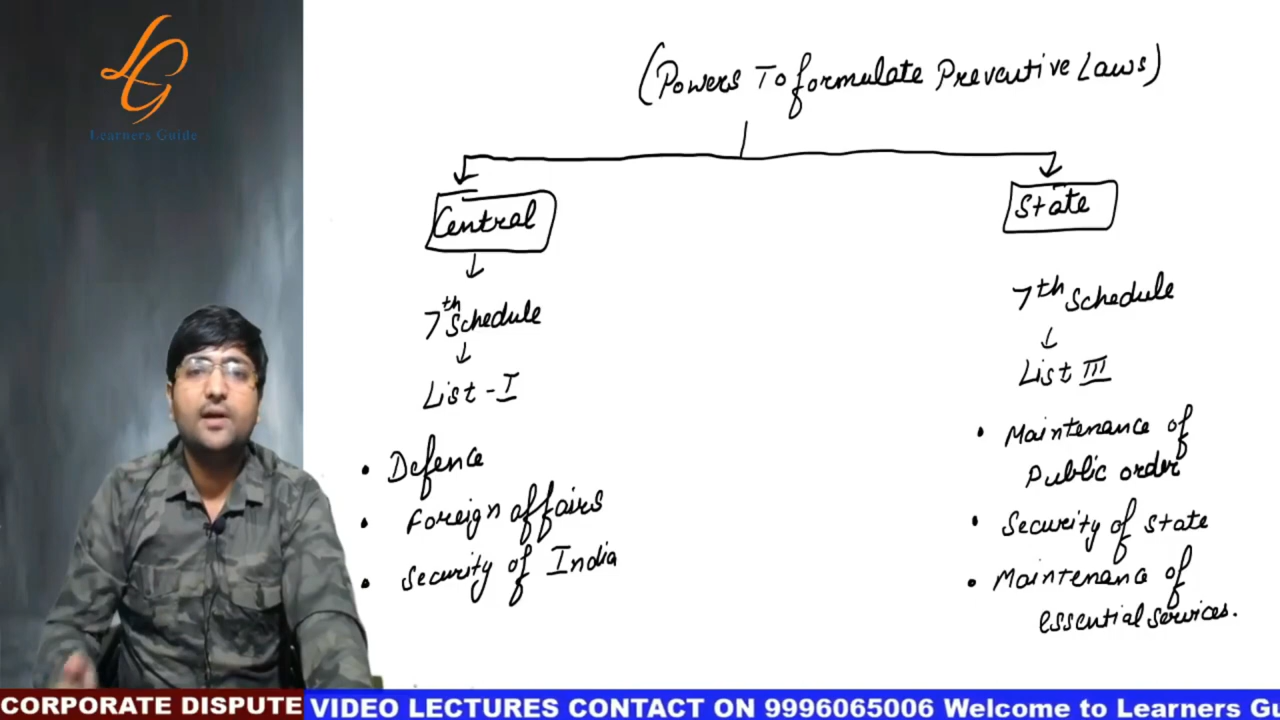 LG
Learners Guide
(Powers To formulate Preventive Laws)
Central
State
7th Schedule
List - I
• Defence
• Foreign affairs
• Security of India
7th Schedule
List III
• Maintenance of
Public order
• Security of State
• Maintenance of
essential services.
CORPORATE DISPUTE
VIDEO LECTURES CONTACT ON 9996065006 Welcome to Learners Gu